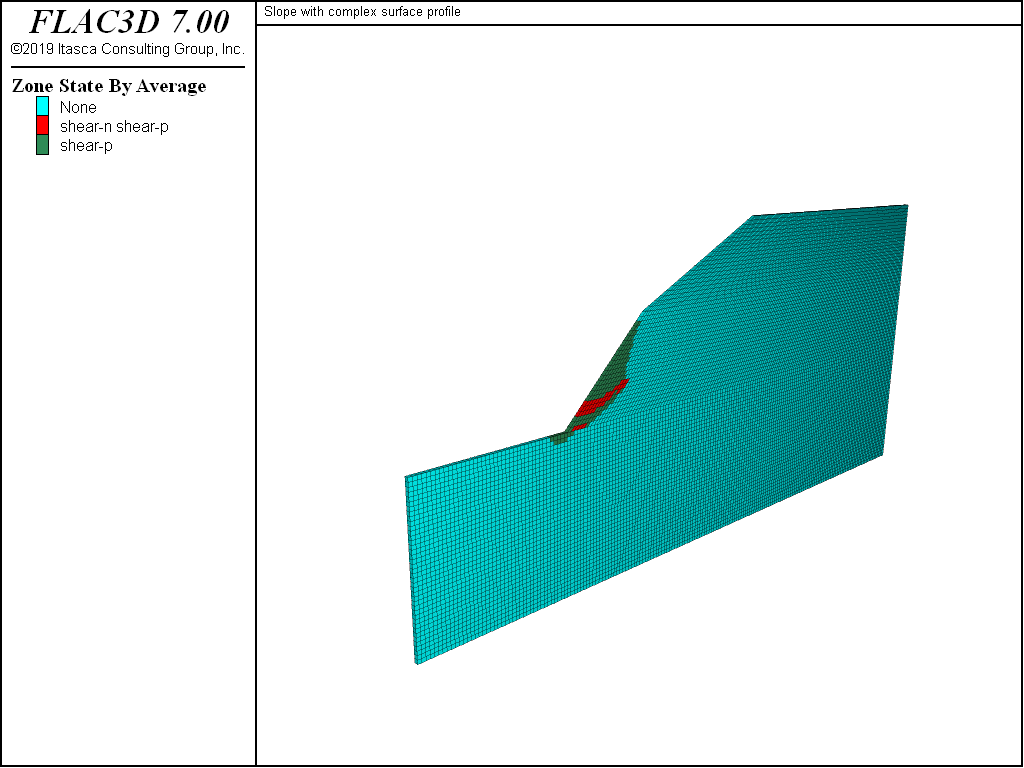 FLAC3D 7.00
©2019 Itasca Consulting Group, Inc.
Zone State By Average
None
shear-n shear-p
shear-p
Slope with complex surface profile